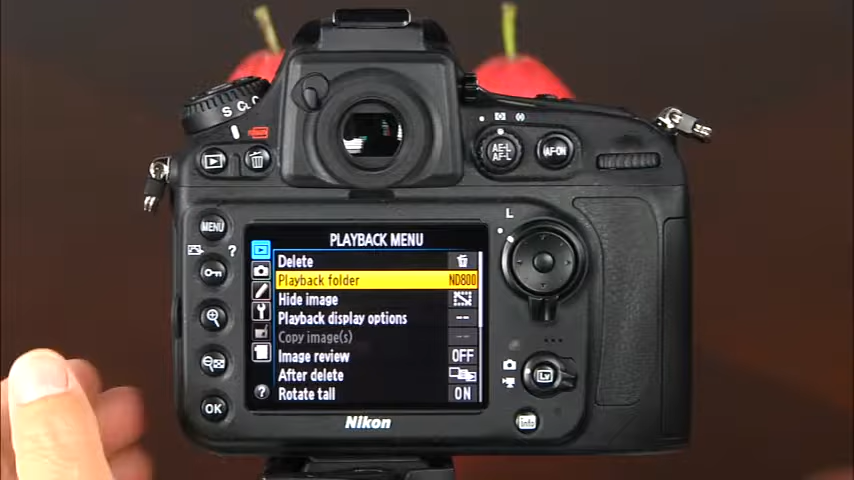 S CL
AE-L
AF-L
AF-ON
L
MENU
?
PLAYBACK MENU
Delete
Playback folder ND800
Hide image
Playback display options --
Copy image(s) --
Image review OFF
After delete
Rotate tall ON
?
OK
Lv
info
Nikon